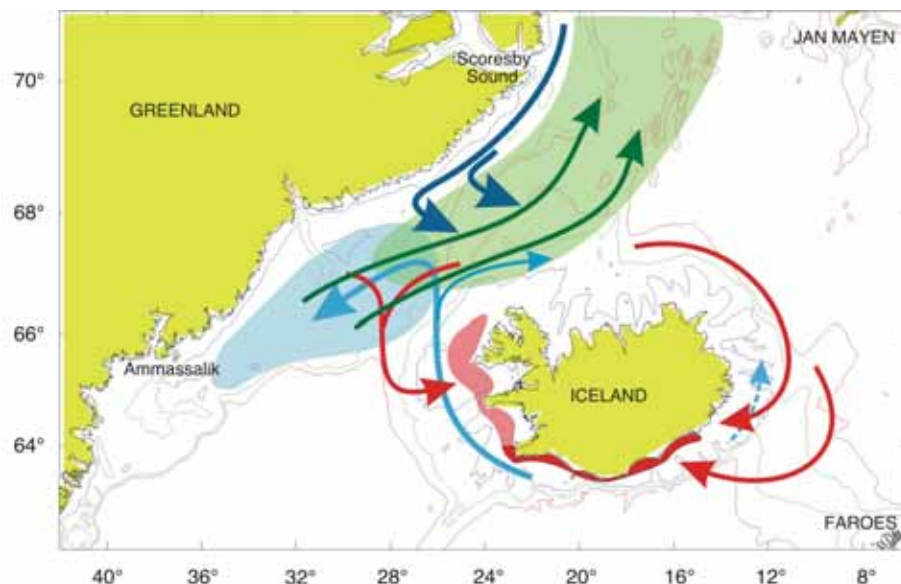 JAN MAYEN
Scoresby
Sound
70°
GREENLAND
68°
66°
Ammassalik
ICELAND
64°
FAROES
40° 36° 32° 28° 24° 20° 16° 12° 8°